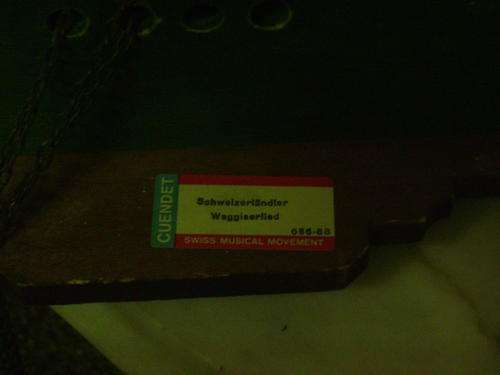 CUENDET
Schweizerländler
Weggiserlied
SWISS MUSICAL MOVEMENT